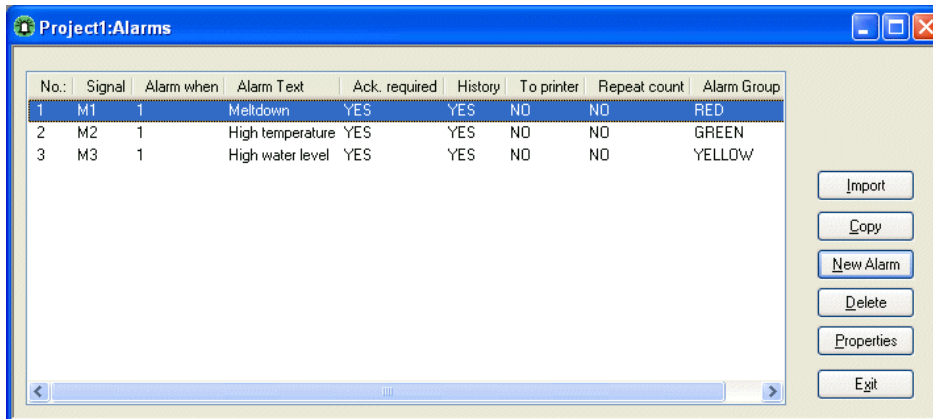 Project1:Alarms
No.: Signal Alarm when Alarm Text Ack. required History To printer Repeat count Alarm Group
1 M1 1 Meltdown YES YES NO NO RED
2 M2 1 High temperature YES YES NO NO GREEN
3 M3 1 High water level YES YES NO NO YELLOW
Import
Copy
New Alarm
Delete
Properties
Exit